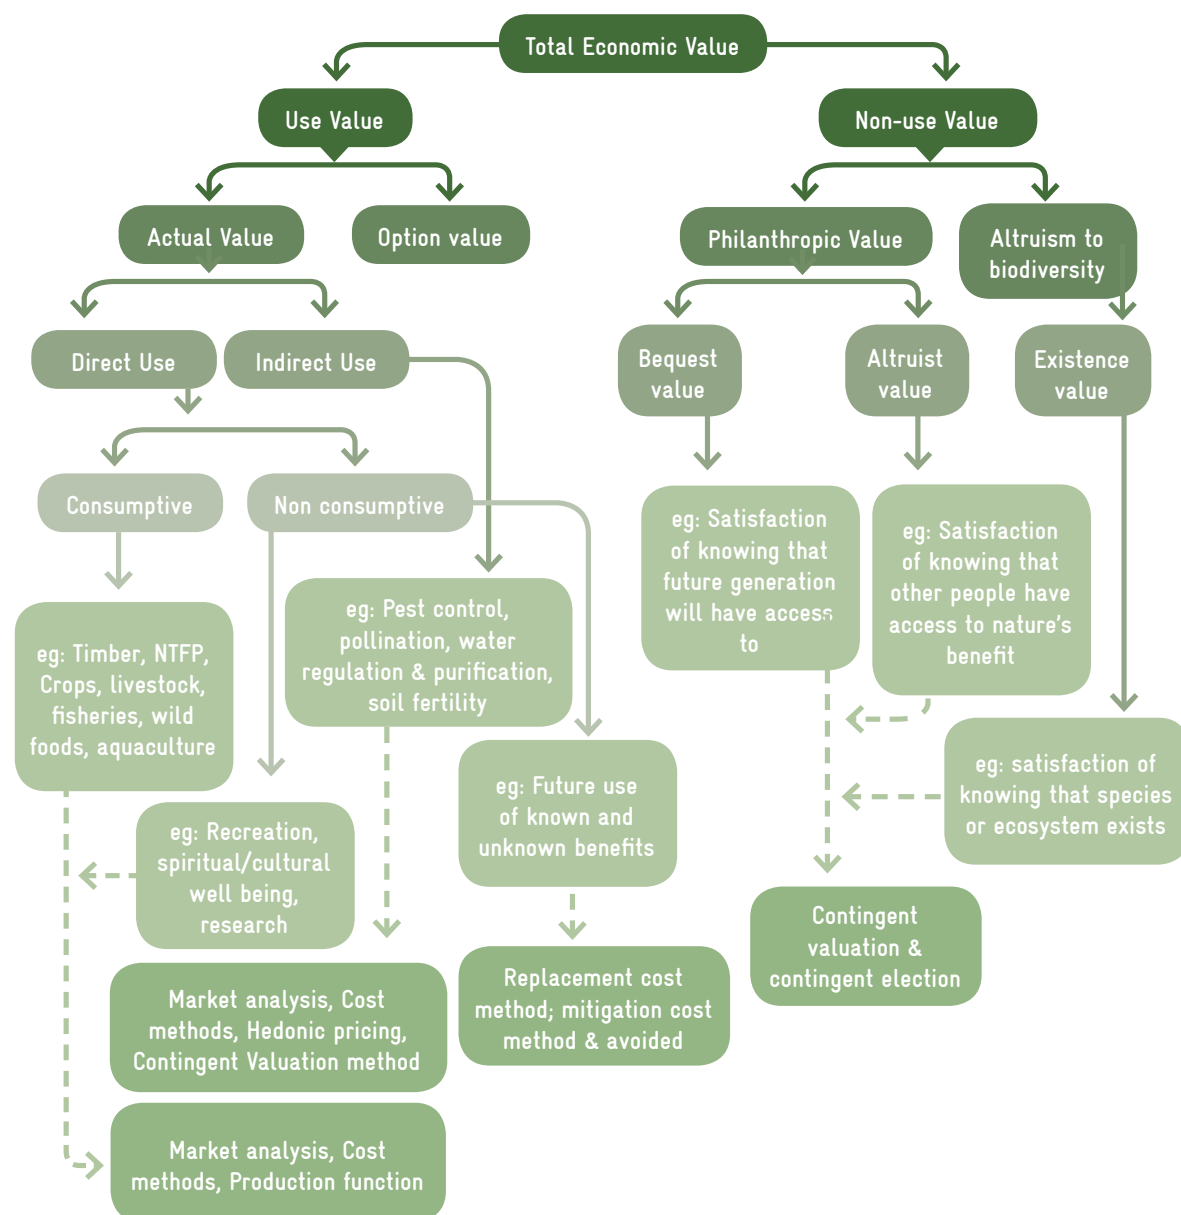 Total Economic Value
Use Value
Non-use Value
Actual Value
Option value
Philanthropic Value
Altruism to
biodiversity
Direct Use
Indirect Use
Bequest
value
Altruist
value
Existence
value
Consumptive
Non consumptive
eg: Satisfaction
of knowing that
future generation
will have access
to
eg: Satisfaction
of knowing that
other people have
access to nature's
benefit
eg: Pest control,
pollination, water
regulation & purification,
soil fertility
eg: Timber, NTFP,
Crops, livestock,
fisheries, wild
foods, aquaculture
eg: Future use
of known and
unknown benefits
eg: satisfaction of
knowing that species
or ecosystem exists
eg: Recreation,
spiritual/cultural
well being,
research
Contingent
valuation &
contingent election
Replacement cost
method; mitigation cost
method & avoided
Market analysis, Cost
methods, Hedonic pricing,
Contingent Valuation method
Market analysis, Cost
methods, Production function